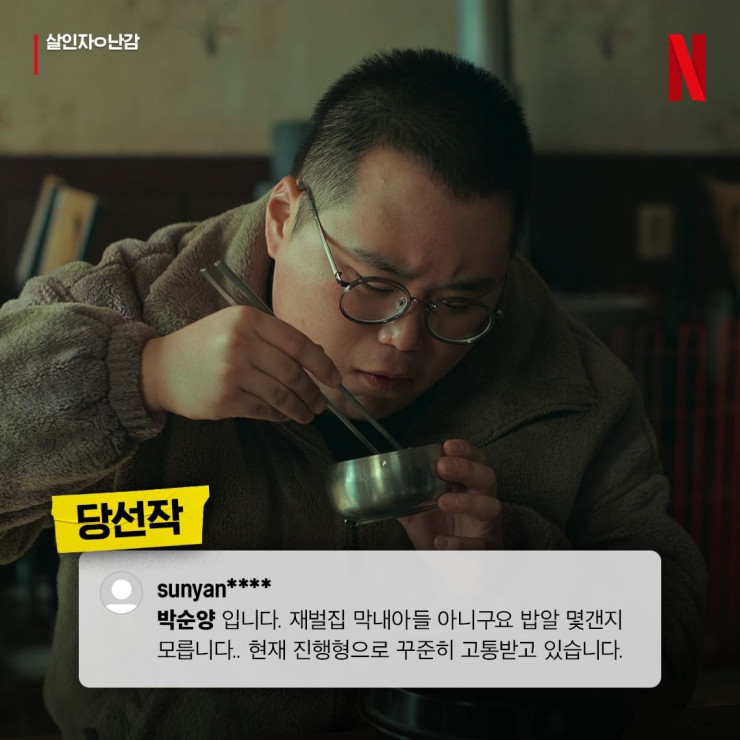 살인자ㅇ난감
N
당선작
sunyan****
박순양 입니다. 재벌집 막내아들 아니구요 밥알 몇갠지
모릅니다.. 현재 진행형으로 꾸준히 고통받고 있습니다.